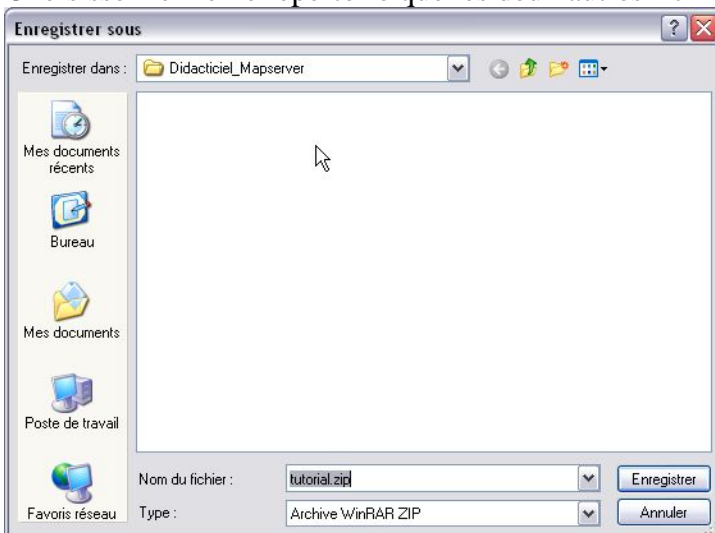 Enregistrer sous
Enregistrer dans :
Didacticiel_Mapserver
Mes documents
récents
Bureau
Mes documents
Poste de travail
Favoris réseau
Nom du fichier :
tutorial.zip
Enregistrer
Type :
Archive WinRAR ZIP
Annuler